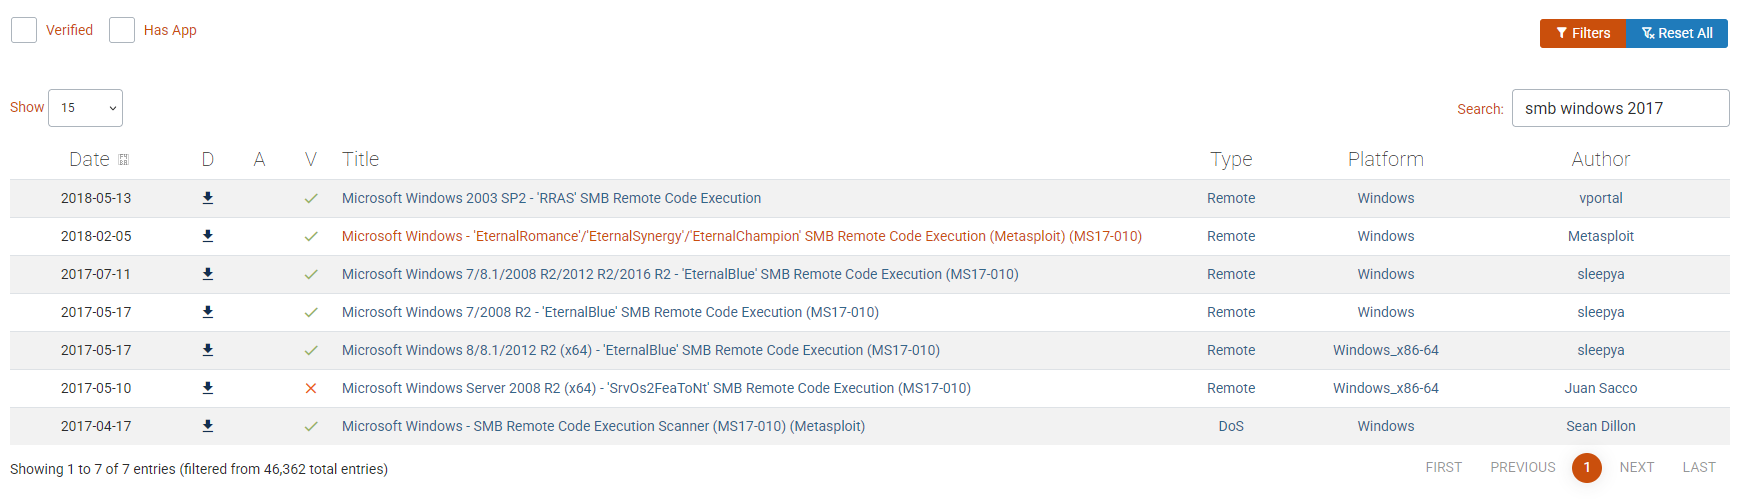 Verified Has App Filters Reset All
Show 15 Search: smb windows 2017
Date D A V Title Type Platform Author
2018-05-13 Microsoft Windows 2003 SP2 - 'RRAS' SMB Remote Code Execution Remote Windows vportal
2018-02-05 Microsoft Windows - 'EternalRomance'/'EternalSynergy'/'EternalChampion' SMB Remote Code Execution (Metasploit) (MS17-010) Remote Windows Metasploit
2017-07-11 Microsoft Windows 7/8.1/2008 R2/2012 R2/2016 R2 - 'EternalBlue' SMB Remote Code Execution (MS17-010) Remote Windows sleepya
2017-05-17 Microsoft Windows 7/2008 R2 - 'EternalBlue' SMB Remote Code Execution (MS17-010) Remote Windows sleepya
2017-05-17 Microsoft Windows 8/8.1/2012 R2 (x64) - 'EternalBlue' SMB Remote Code Execution (MS17-010) Remote Windows_x86-64 sleepya
2017-05-10 Microsoft Windows Server 2008 R2 (x64) - 'SrvOs2FeaToNt' SMB Remote Code Execution (MS17-010) Remote Windows_x86-64 Juan Sacco
2017-04-17 Microsoft Windows - SMB Remote Code Execution Scanner (MS17-010) (Metasploit) DoS Windows Sean Dillon
Showing 1 to 7 of 7 entries (filtered from 46,362 total entries) FIRST PREVIOUS 1 NEXT LAST